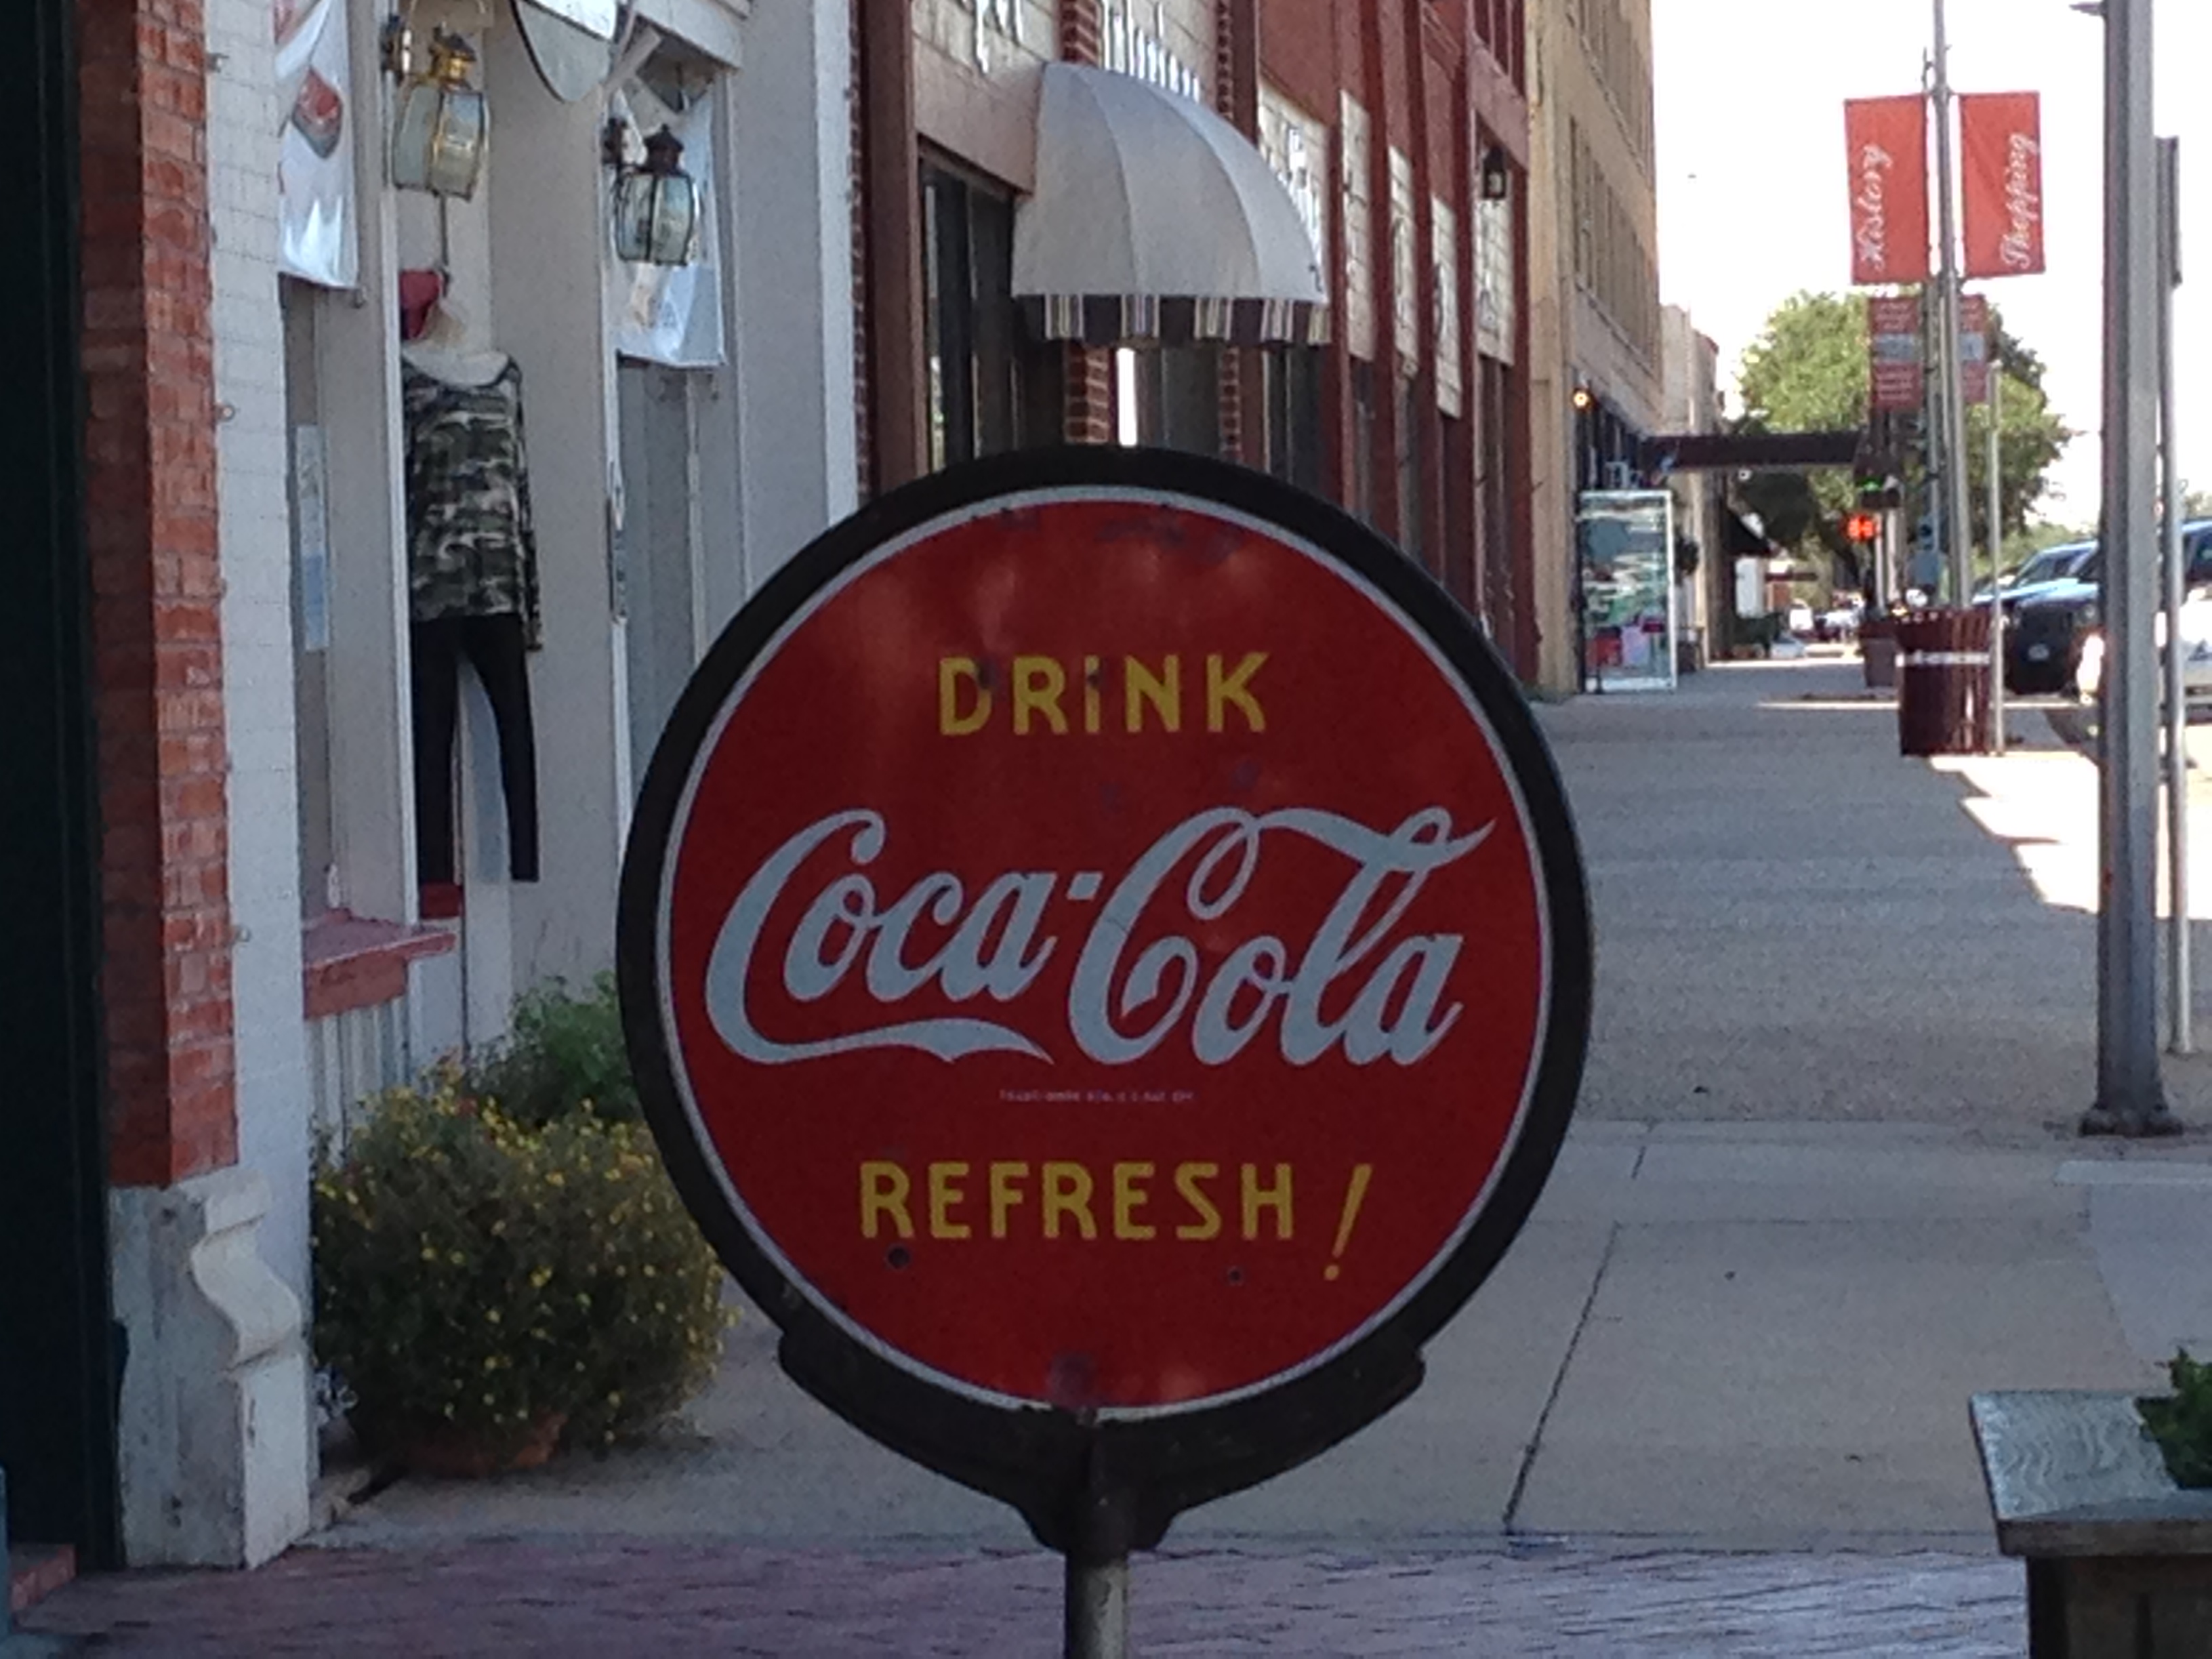 History
Shopping
DRiNK
Coca-Cola
REFRESH!